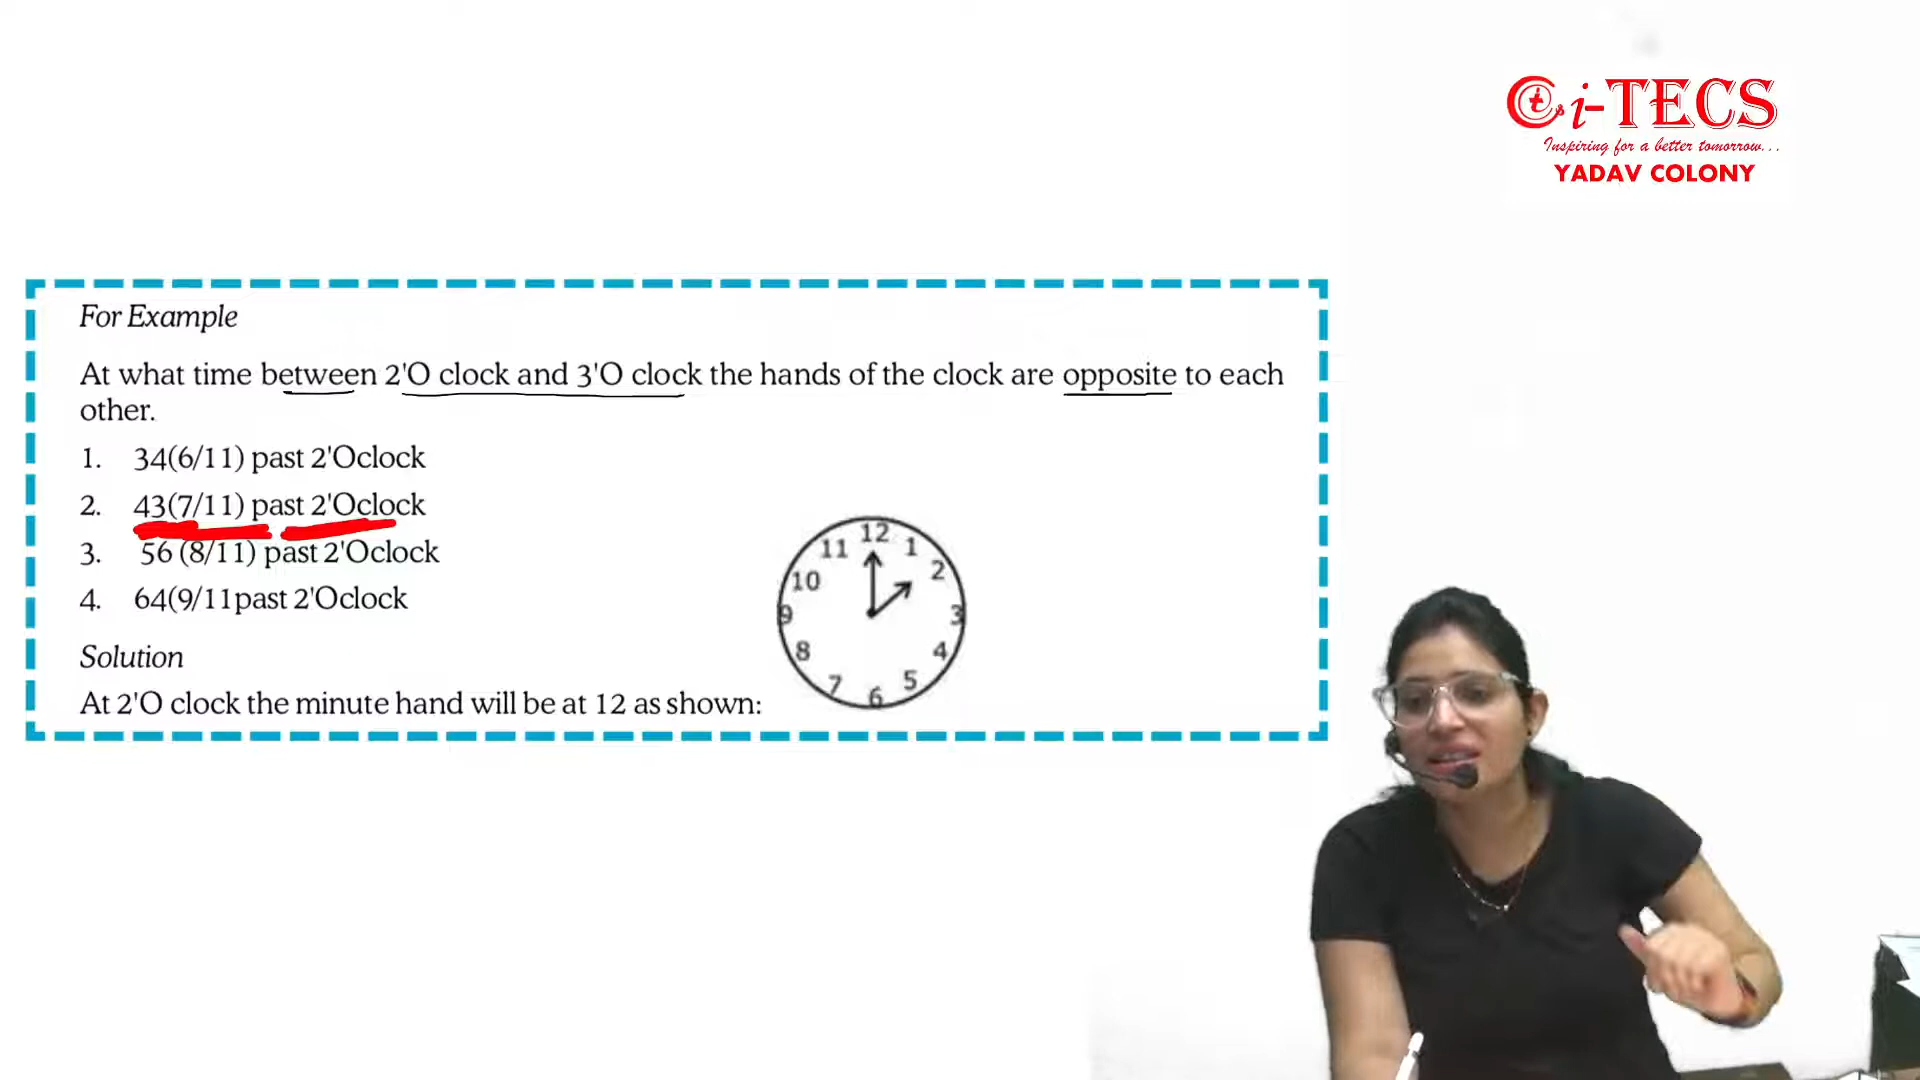 i-TECS
Inspiring for a better tomorrow...
YADAV COLONY
For Example
At what time between 2'O clock and 3'O clock the hands of the clock are opposite to each
other.
1. 34(6/11) past 2'Oclock
2. 43(7/11) past 2'Oclock
3. 56 (8/11) past 2'Oclock
4. 64(9/11past 2'Oclock
12
11 1
10 2
9 3
8 4
7 5
6
Solution
At 2'O clock the minute hand will be at 12 as shown: